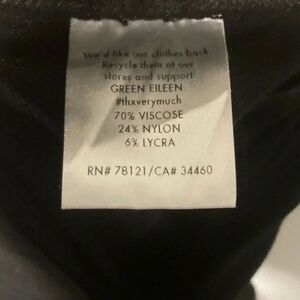 We'd like our clothes back.
Recycle them at our
stores and support
GREEN EILEEN.
#thxverymuch
70% VISCOSE
24% NYLON
6% LYCRA
RN# 78121/CA# 34460